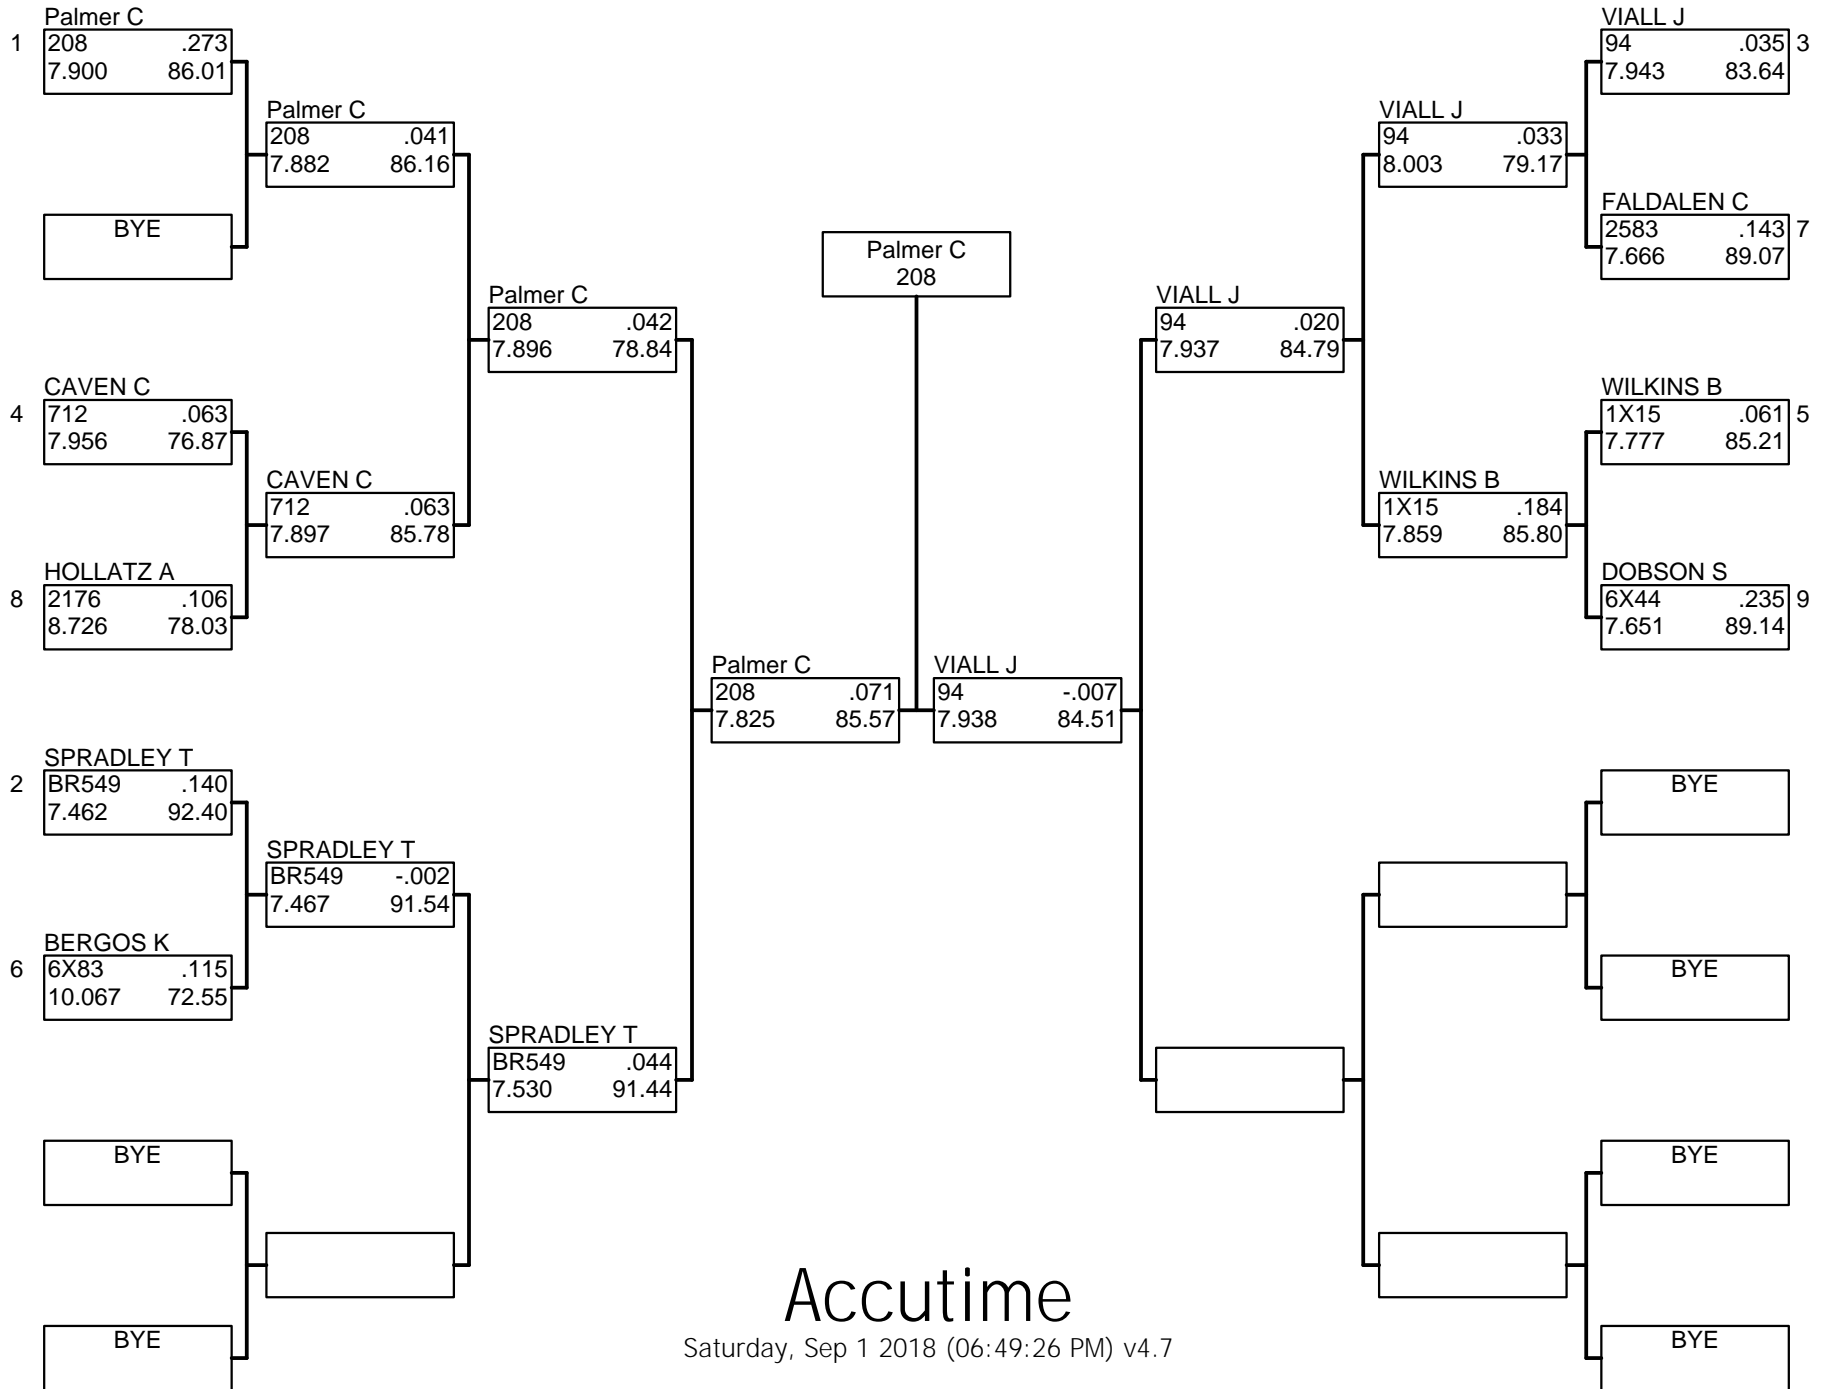 Palmer C
1
208 .273
7.900 86.01
BYE
CAVEN C
4
712 .063
7.956 76.87
HOLLATZ A
8
2176 .106
8.726 78.03
SPRADLEY T
2
BR549 .140
7.462 92.40
BERGOS K
6
6X83 .115
10.067 72.55
BYE
BYE
Palmer C
208 .041
7.882 86.16
CAVEN C
712 .063
7.897 85.78
SPRADLEY T
BR549 -.002
7.467 91.54
Palmer C
208 .042
7.896 78.84
SPRADLEY T
BR549 .044
7.530 91.44
Palmer C
208 .071
7.825 85.57
Palmer C
208
VIALL J
94 -.007
7.938 84.51
VIALL J
94 .020
7.937 84.79
VIALL J
94 .033
8.003 79.17
WILKINS B
1X15 .184
7.859 85.80
VIALL J
94 .035 3
7.943 83.64
FALDALEN C
2583 .143 7
7.666 89.07
WILKINS B
1X15 .061 5
7.777 85.21
DOBSON S
6X44 .235 9
7.651 89.14
BYE
BYE
BYE
BYE
Accutime
Saturday, Sep 1 2018 (06:49:26 PM) v4.7